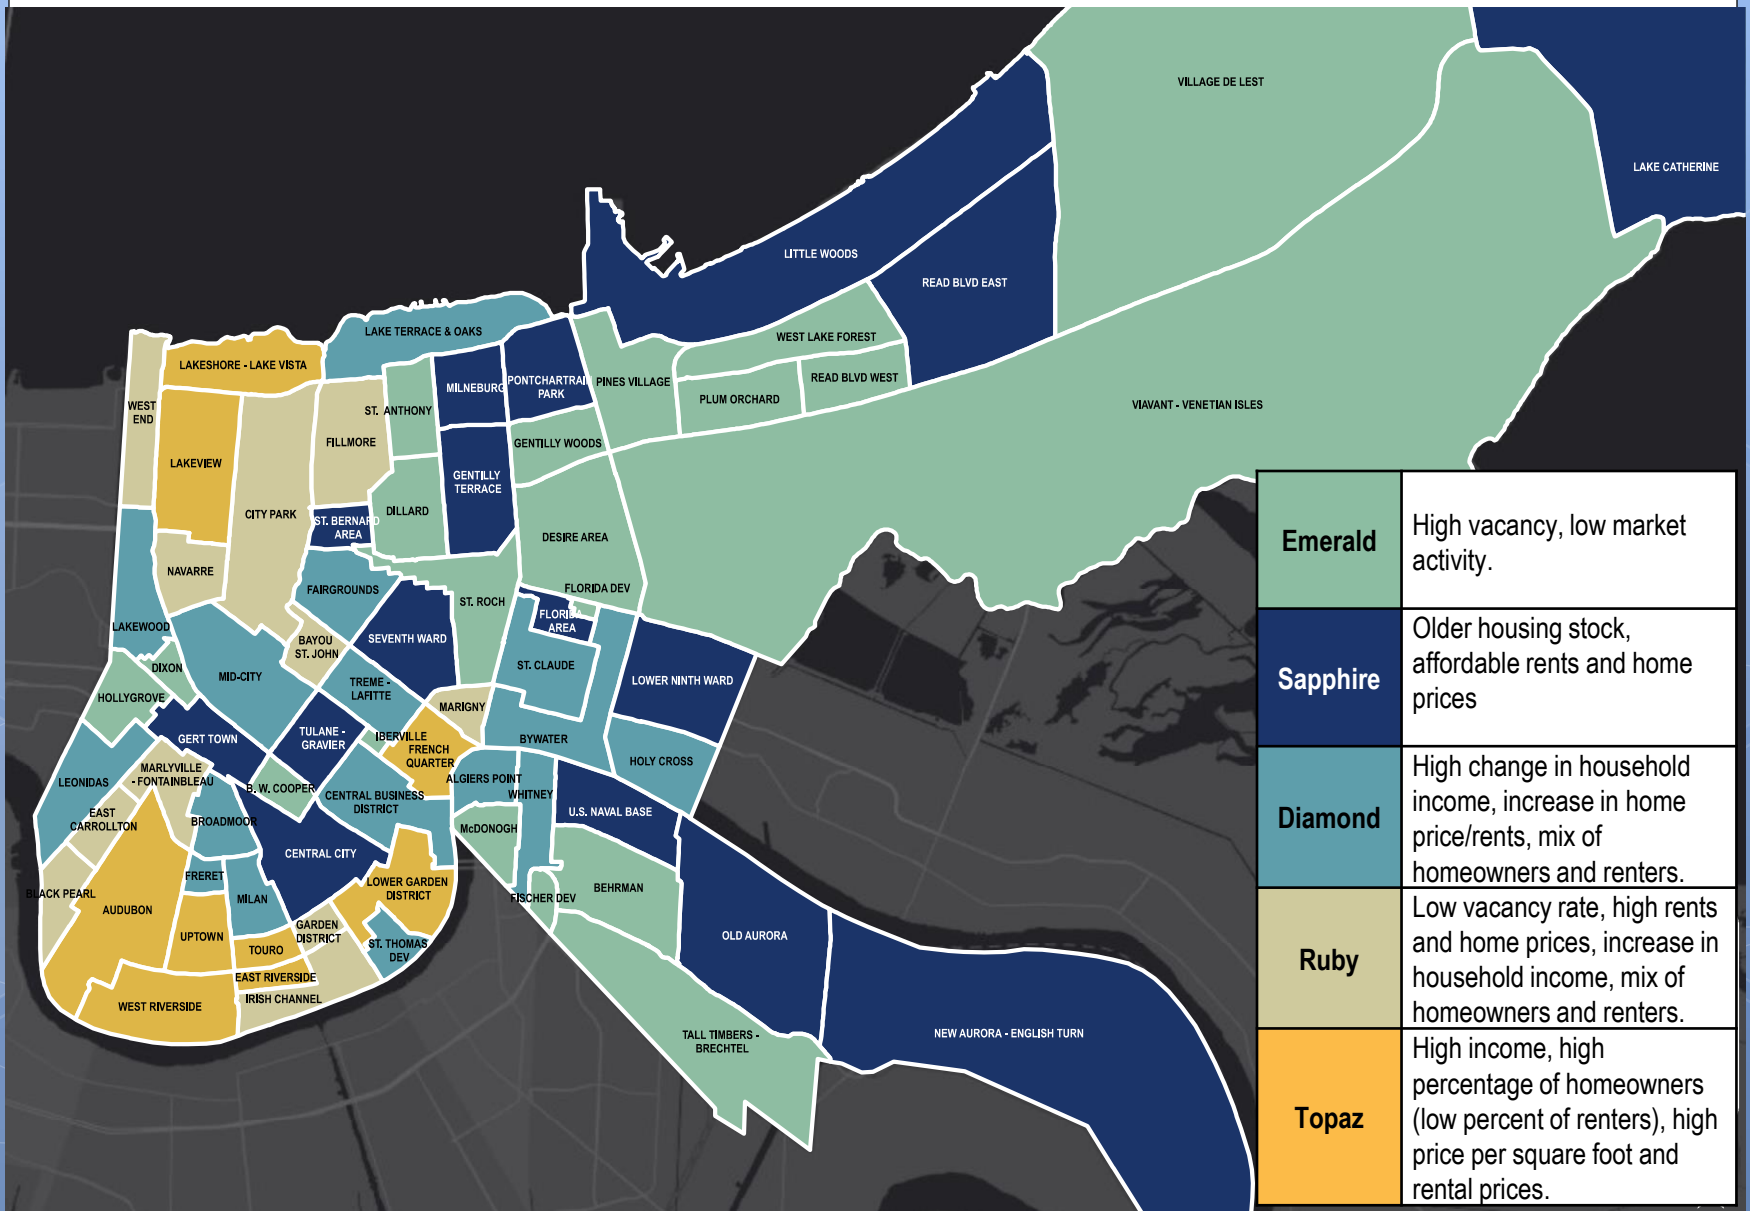 VILLAGE DE LEST
LAKE CATHERINE
LITTLE WOODS
READ BLVD EAST
LAKE TERRACE & OAKS
WEST LAKE FOREST
LAKESHORE - LAKE VISTA
READ BLVD WEST
MILNEBURG
PONTCHARTRAIN
PARK
PINES VILLAGE
PLUM ORCHARD
VIAVANT - VENETIAN ISLES
WEST
END
ST. ANTHONY
FILLMORE
GENTILLY WOODS
LAKEVIEW
GENTILLY
TERRACE
CITY PARK
DILLARD
ST. BERNARD
AREA
DESIRE AREA
NAVARRE
FAIRGROUNDS
FLORIDA DEV
ST. ROCH
FLORIDA
AREA
LAKEWOOD
SEVENTH WARD
BAYOU
ST. JOHN
DIXON
ST. CLAUDE
MID-CITY
TREME -
LAFITTE
LOWER NINTH WARD
HOLLYGROVE
MARIGNY
GERT TOWN
TULANE -
GRAVIER
IBERVILLE
FRENCH
QUARTER
BYWATER
HOLY CROSS
MARLYVILLE
- FONTAINBLEAU
LEONIDAS
B. W. COOPER
CENTRAL BUSINESS
DISTRICT
ALGIERS POINT
WHITNEY
U.S. NAVAL BASE
EAST
CARROLLTON
BROADMOOR
McDONOGH
CENTRAL CITY
FRERET
BLACK PEARL
LOWER GARDEN
DISTRICT
BEHRMAN
FISCHER DEV
MILAN
AUDUBON
GARDEN
DISTRICT
UPTOWN
TOURO
ST. THOMAS
DEV
OLD AURORA
EAST RIVERSIDE
IRISH CHANNEL
WEST RIVERSIDE
TALL TIMBERS -
BRECHTEL
NEW AURORA - ENGLISH TURN
Emerald
High vacancy, low market
activity.
Sapphire
Older housing stock,
affordable rents and home
prices
Diamond
High change in household
income, increase in home
price/rents, mix of
homeowners and renters.
Ruby
Low vacancy rate, high rents
and home prices, increase in
household income, mix of
homeowners and renters.
Topaz
High income, high
percentage of homeowners
(low percent of renters), high
price per square foot and
rental prices.